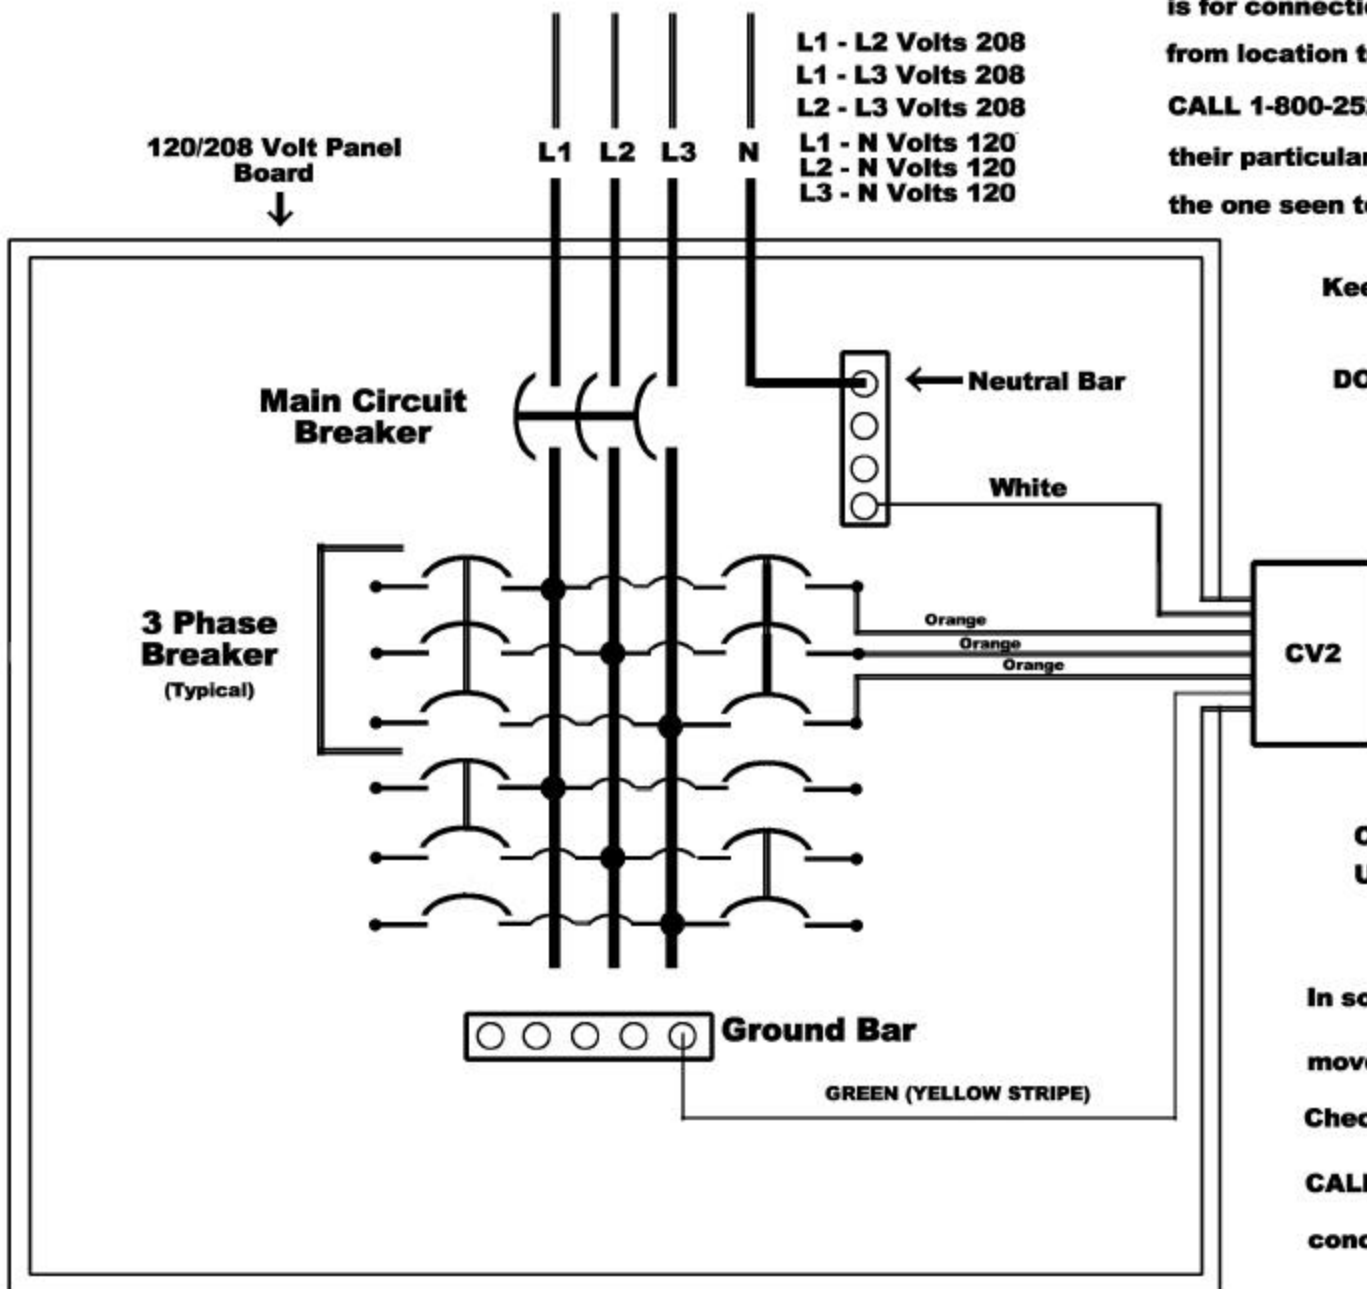 L1 - L2 Volts 208
L1 - L3 Volts 208
L2 - L3 Volts 208
L1 - N Volts 120
L2 - N Volts 120
L3 - N Volts 120
is for
from location
CALL 1-800-25
their
the one seen
120/208 Volt Panel
Board
L1 L2 L3 N
Main Circuit
Breaker
Neutral Bar
White
3 Phase
Breaker
(Typical)
Orange
Orange
Orange
CV2
Ground Bar
GREEN (YELLOW STRIPE)
In
CALL